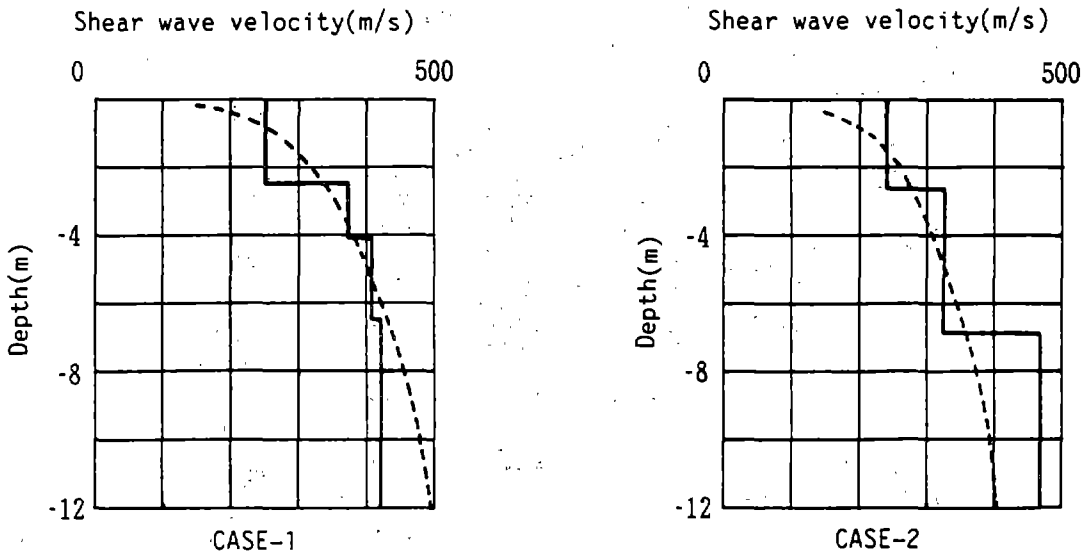 Shear wave velocity(m/s)
0 500
Depth(m)
-4
-8
-12
CASE-1
Shear wave velocity(m/s)
0 500
Depth(m)
-4
-8
-12
CASE-2